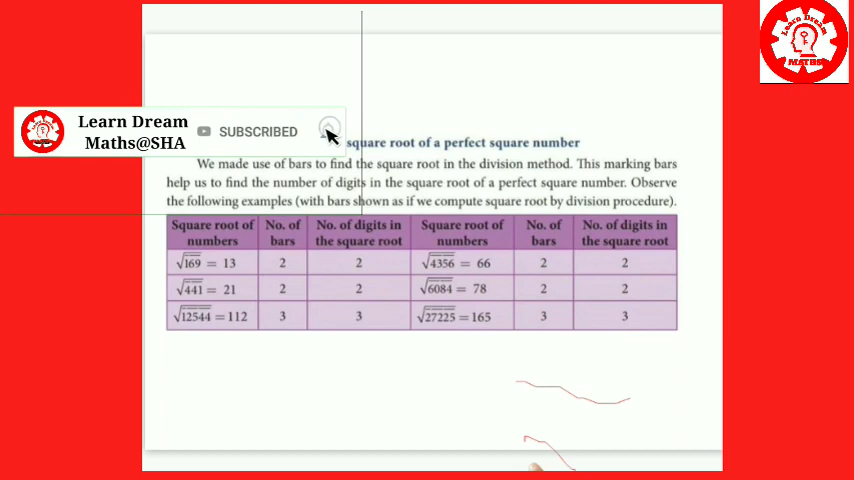 Learn Dream
MATHS
Learn Dream
Maths@SHA
SUBSCRIBED
square root of a perfect square number
We made use of bars to find the square root in the division method. This marking bars
help us to find the number of digits in the square root of a perfect square number. Observe
the following examples (with bars shown as if we compute square root by division procedure).
Square root of numbers No. of bars No. of digits in the square root Square root of numbers No. of bars No. of digits in the square root
√169 = 13 2 2 √4356 = 66 2 2
√441 = 21 2 2 √6084 = 78 2 2
√12544 = 112 3 3 √27225 = 165 3 3